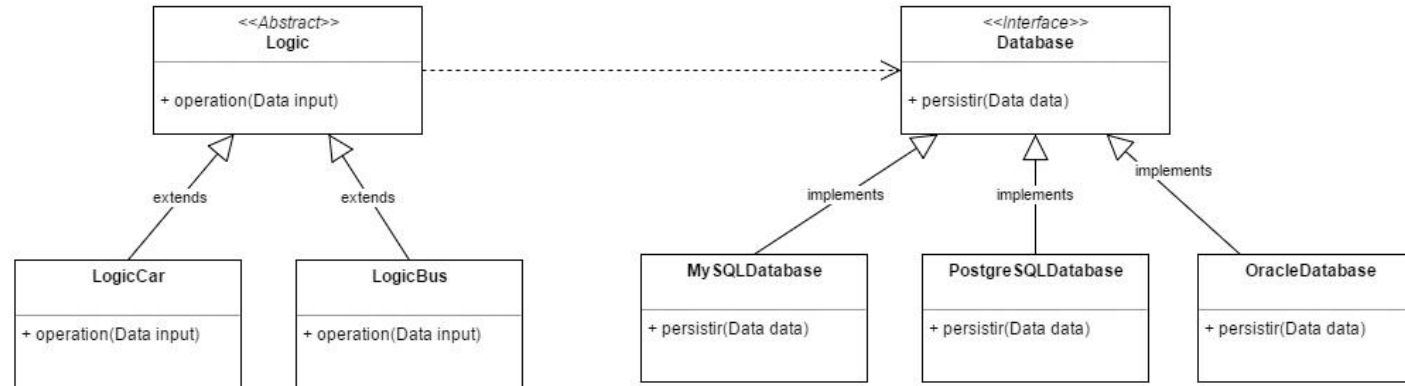 <<Abstract>>
Logic
+ operation(Data input)
<<Interface>>
Database
+ persistir(Data data)
extends
extends
implements
implements
implements
LogicCar
+ operation(Data input)
LogicBus
+ operation(Data input)
MySQLDatabase
+ persistir(Data data)
PostgreSQLDatabase
+ persistir(Data data)
OracleDatabase
+ persistir(Data data)